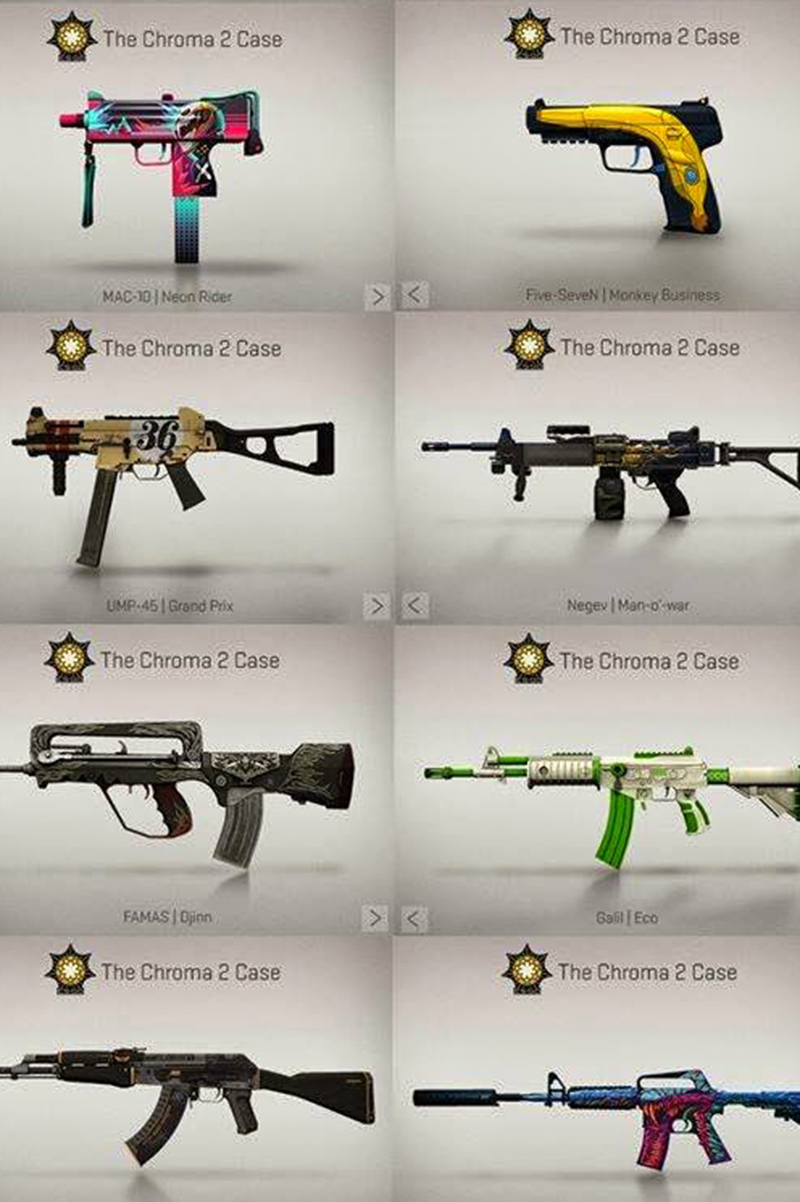 The Chroma 2 Case
The Chroma 2 Case
MAC-10 | Neon Rider
Five-SeveN | Monkey Business
The Chroma 2 Case
The Chroma 2 Case
36
UMP-45 | Grand Prix
Negev | Man-o'-war
The Chroma 2 Case
The Chroma 2 Case
FAMAS | Djinn
Galil | Eco
The Chroma 2 Case
The Chroma 2 Case